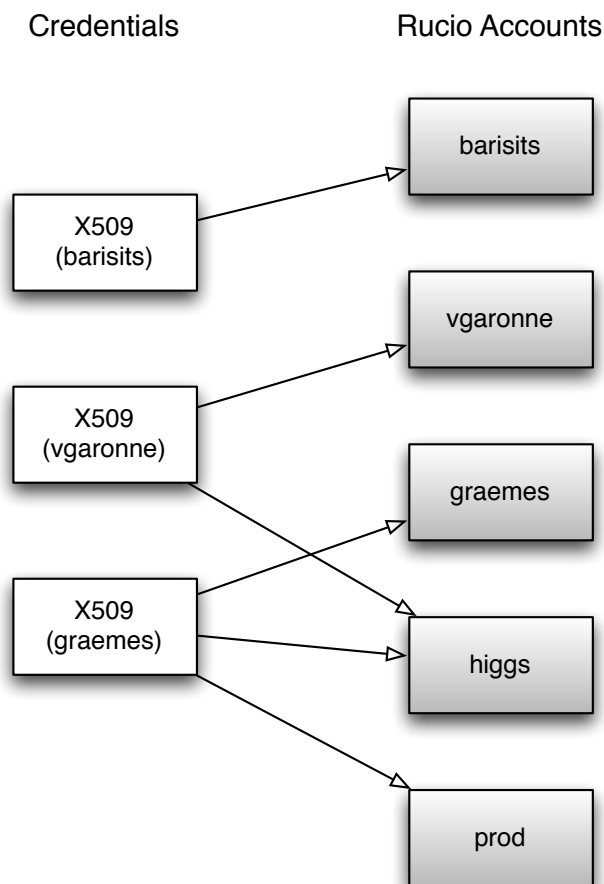 Credentials
Rucio Accounts
barisits
X509
(barisits)
vgaronne
X509
(vgaronne)
graemes
X509
(graemes)
higgs
prod